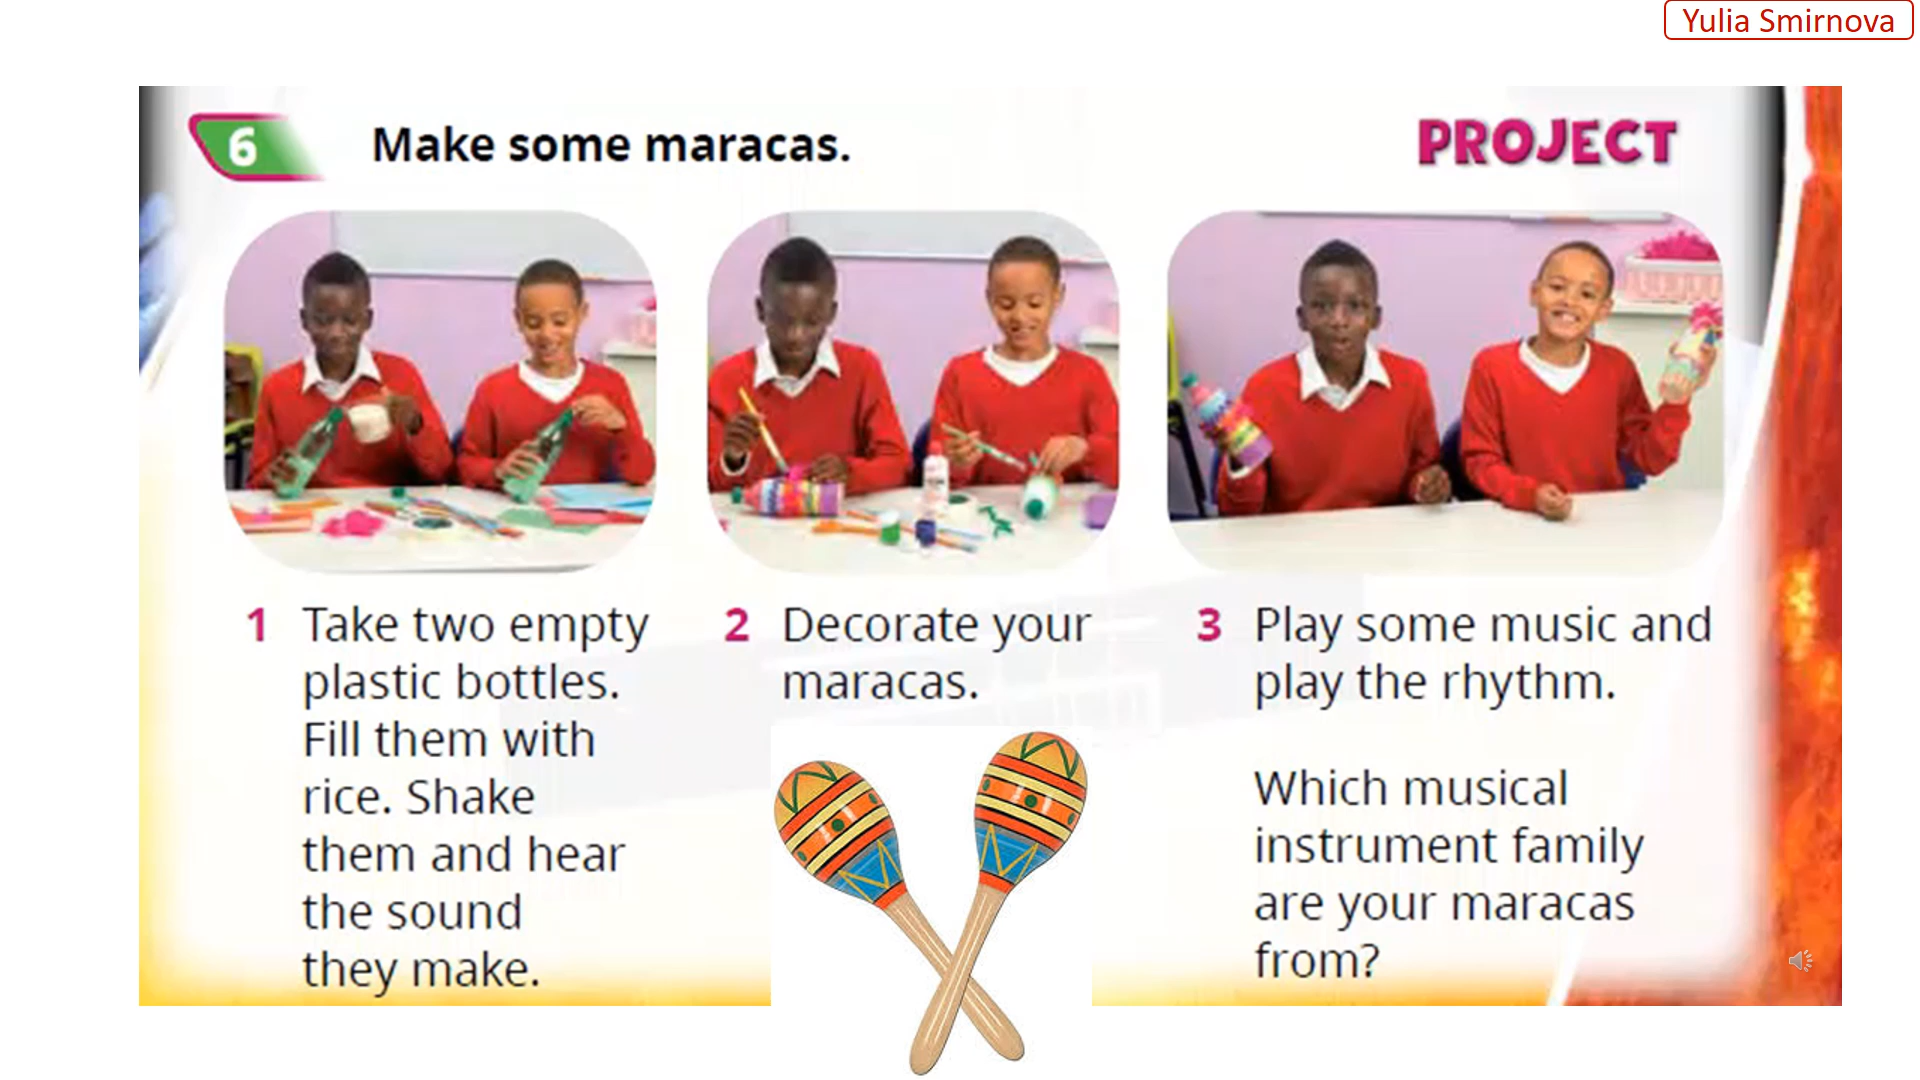 Yulia Smirnova
6 Make some maracas.
PROJECT
1 Take two empty
plastic bottles.
Fill them with
rice. Shake
them and hear
the sound
they make.
2 Decorate your
maracas.
3 Play some music and
play the rhythm.
Which musical
instrument family
are your maracas
from?